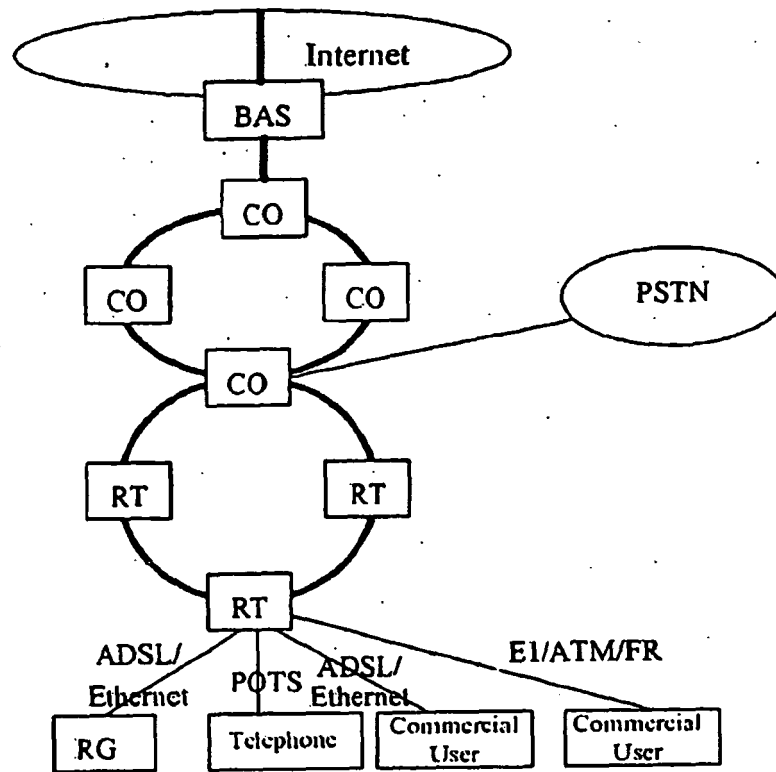 Internet
BAS
CO
CO
CO
PSTN
CO
RT
RT
RT
ADSL/
Ethernet
POTS
ADSL/
Ethernet
E1/ATM/FR
RG
Telephone
Commercial
User
Commercial
User